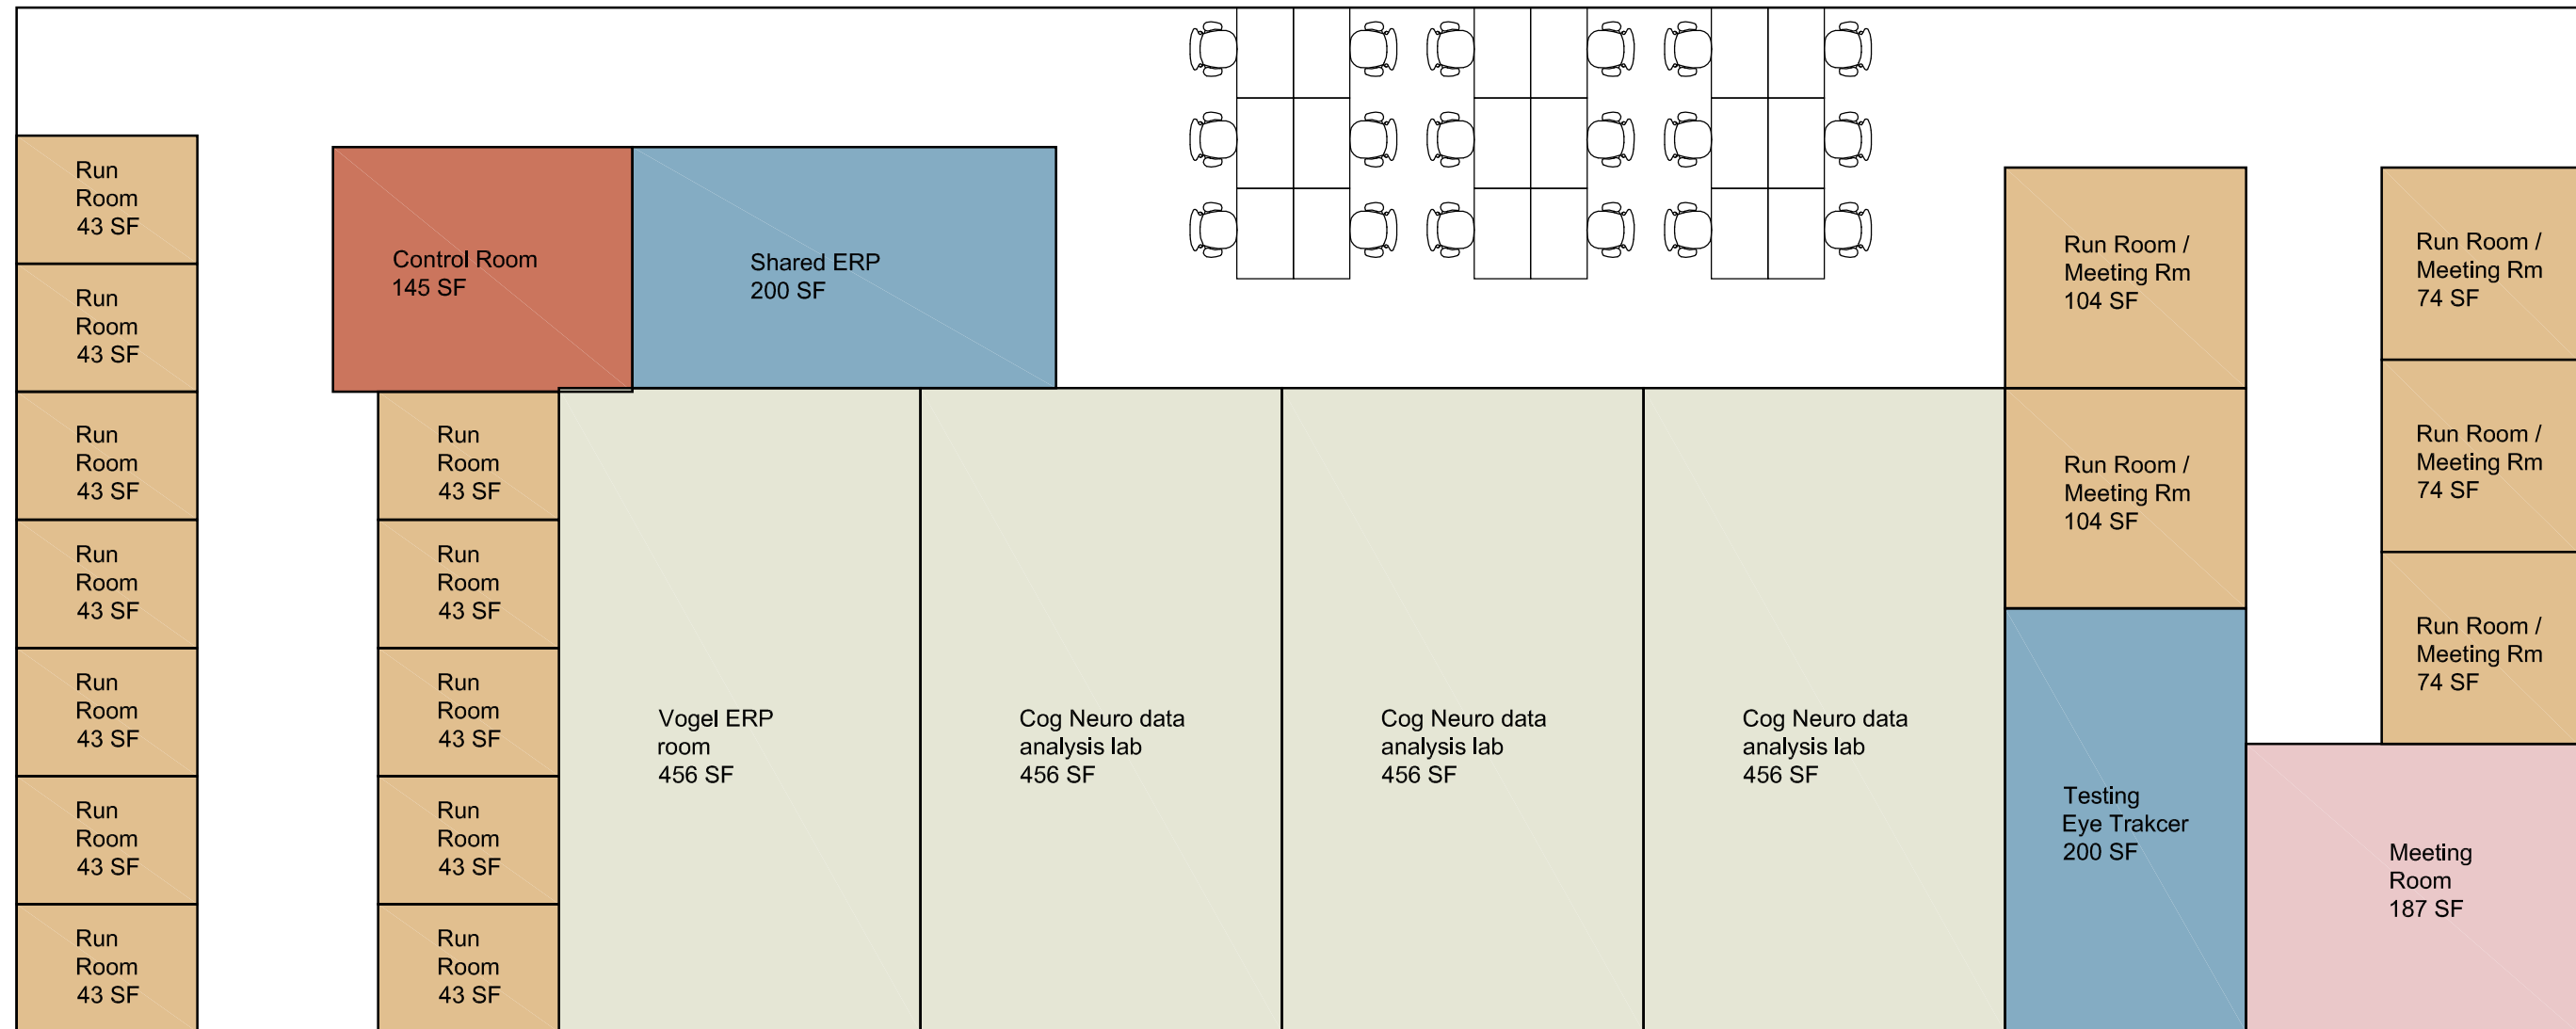 Run
Room
43 SF
Run
Room
43 SF
Run
Room
43 SF
Run
Room
43 SF
Run
Room
43 SF
Run
Room
43 SF
Run
Room
43 SF
Control Room
145 SF
Shared ERP
200 SF
Run
Room
43 SF
Run
Room
43 SF
Run
Room
43 SF
Run
Room
43 SF
Run
Room
43 SF
Vogel ERP
room
456 SF
Cog Neuro data
analysis lab
456 SF
Cog Neuro data
analysis lab
456 SF
Cog Neuro data
analysis lab
456 SF
Run Room /
Meeting Rm
104 SF
Run Room /
Meeting Rm
104 SF
Testing
Eye Trakcer
200 SF
Run Room /
Meeting Rm
74 SF
Run Room /
Meeting Rm
74 SF
Run Room /
Meeting Rm
74 SF
Meeting
Room
187 SF